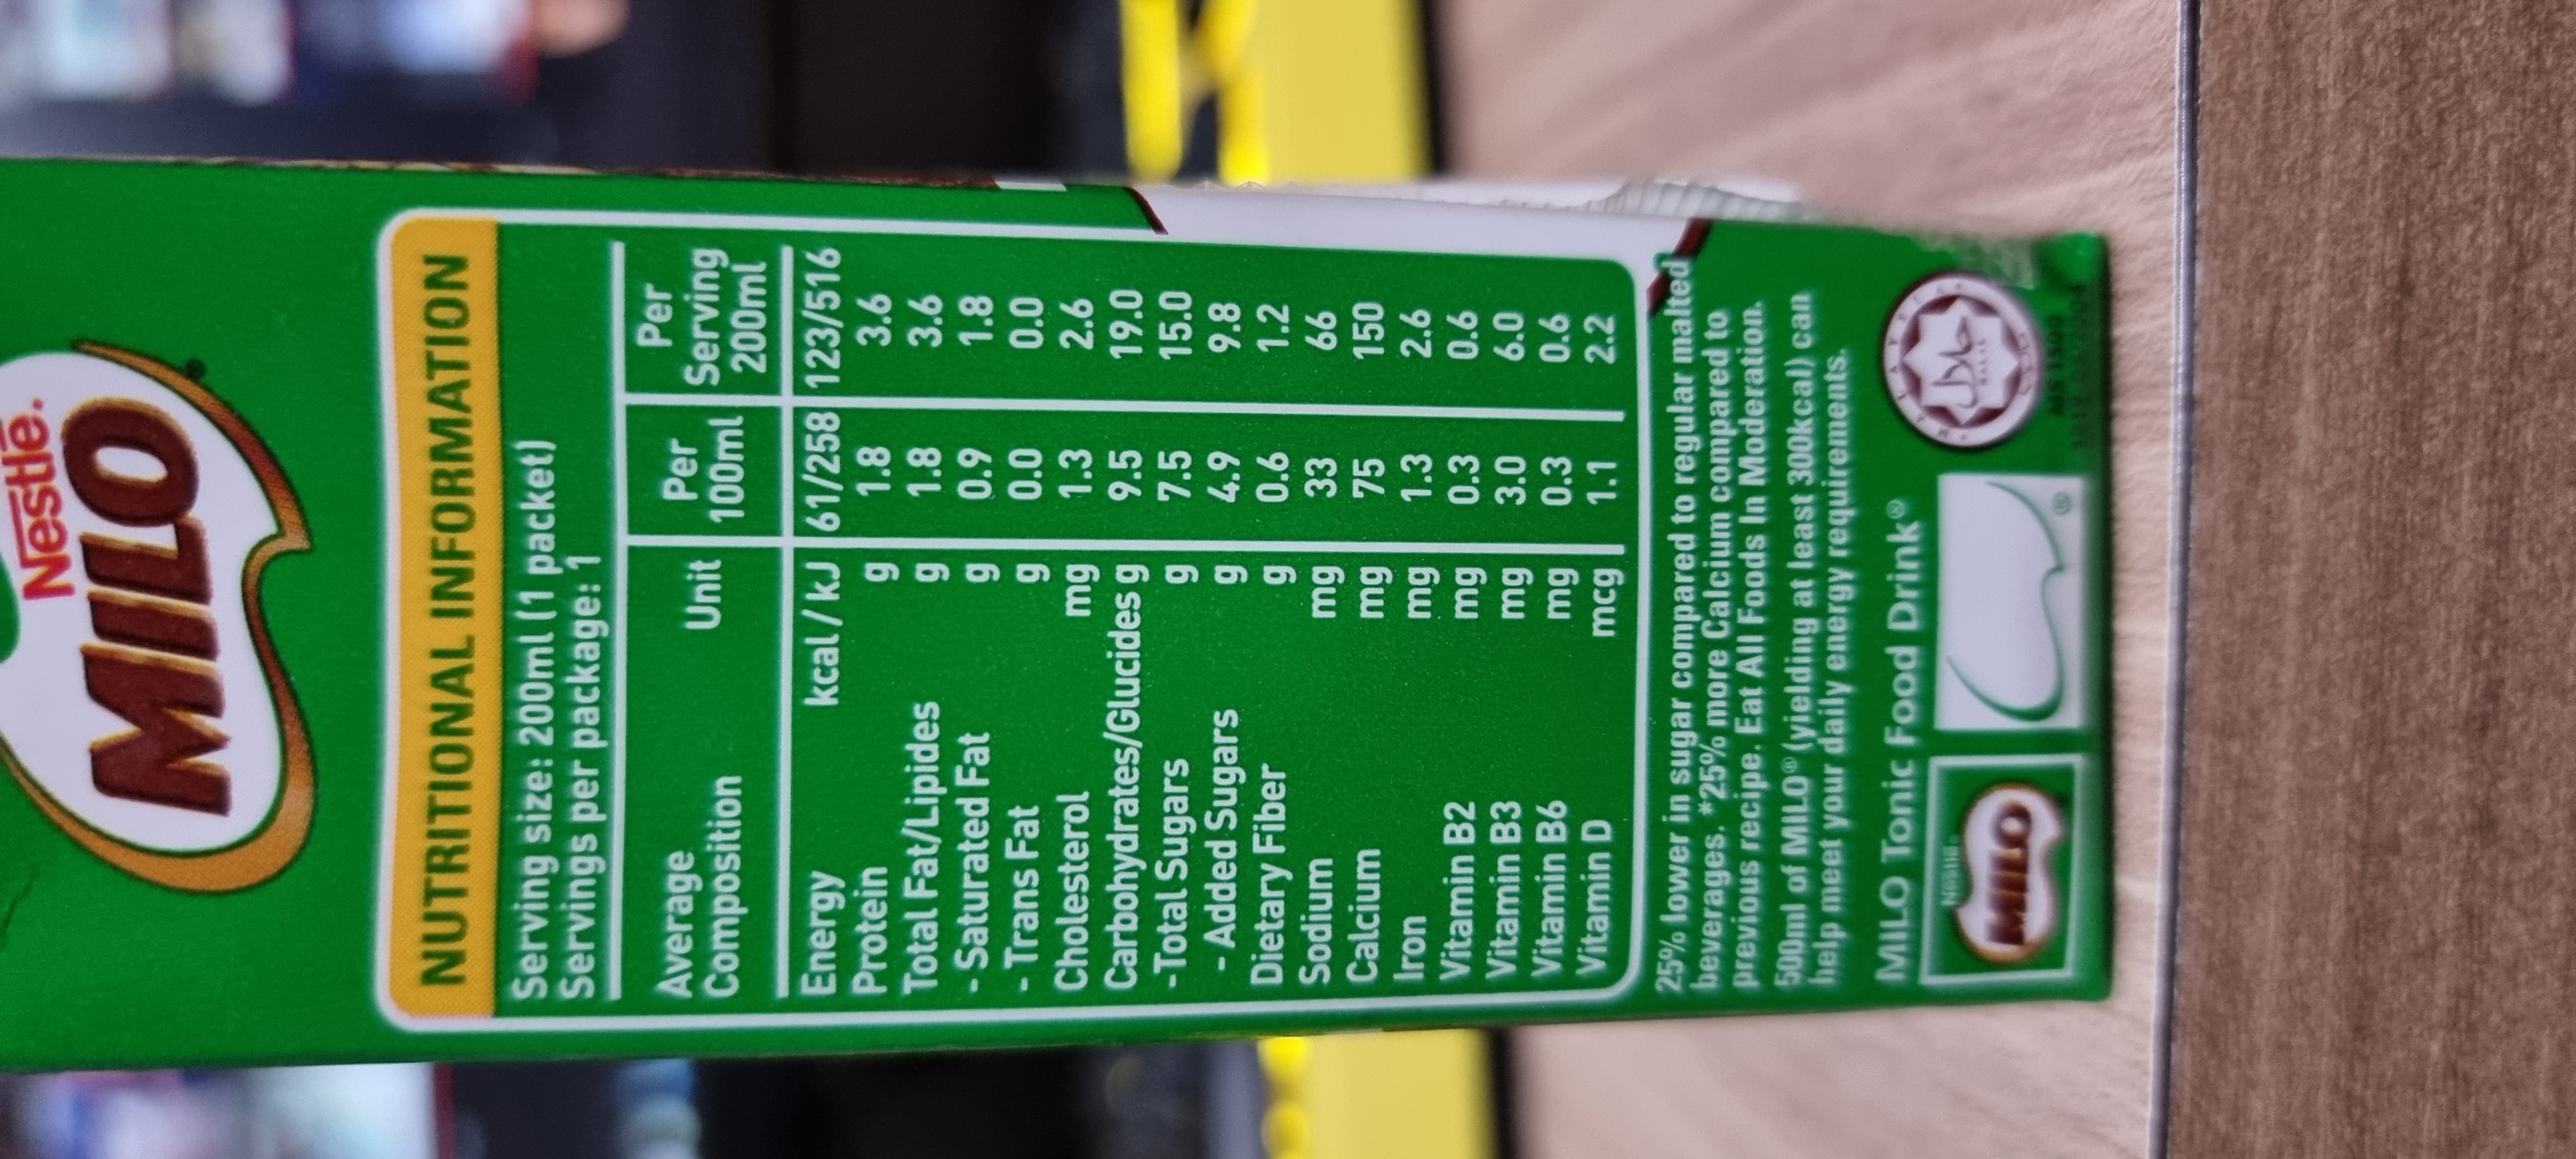 Nestlé.
MILO
®
NUTRITIONAL INFORMATION
Serving size: 200ml (1 packet)
Servings per package: 1
Average Composition Unit Per 100ml Per Serving 200ml
Energy kcal / kJ 61/258 123/516
Protein g 1.8 3.6
Total Fat/Lipides g 1.8 3.6
- Saturated Fat g 0.9 1.8
- Trans Fat g 0.0 0.0
Cholesterol mg 1.3 2.6
Carbohydrates/Glucides g 9.5 19.0
-Total Sugars g 7.5 15.0
- Added Sugars g 4.9 9.8
Dietary Fiber g 0.6 1.2
Sodium mg 33 66
Calcium mg 75 150
Iron mg 1.3 2.6
Vitamin B2 mg 0.3 0.6
Vitamin B3 mg 3.0 6.0
Vitamin B6 mg 0.3 0.6
Vitamin D mcg 1.1 2.2
25% lower in sugar compared to regular malted
beverages. *25% more Calcium compared to
previous recipe. Eat All Foods In Moderation.
500ml of MILO® (yielding at least 300kcal) can
help meet your daily energy requirements.
MILO Tonic Food Drink®
Nestlé.
MILO
®
MALAYSIA
حلال
HALAL
MS 1500